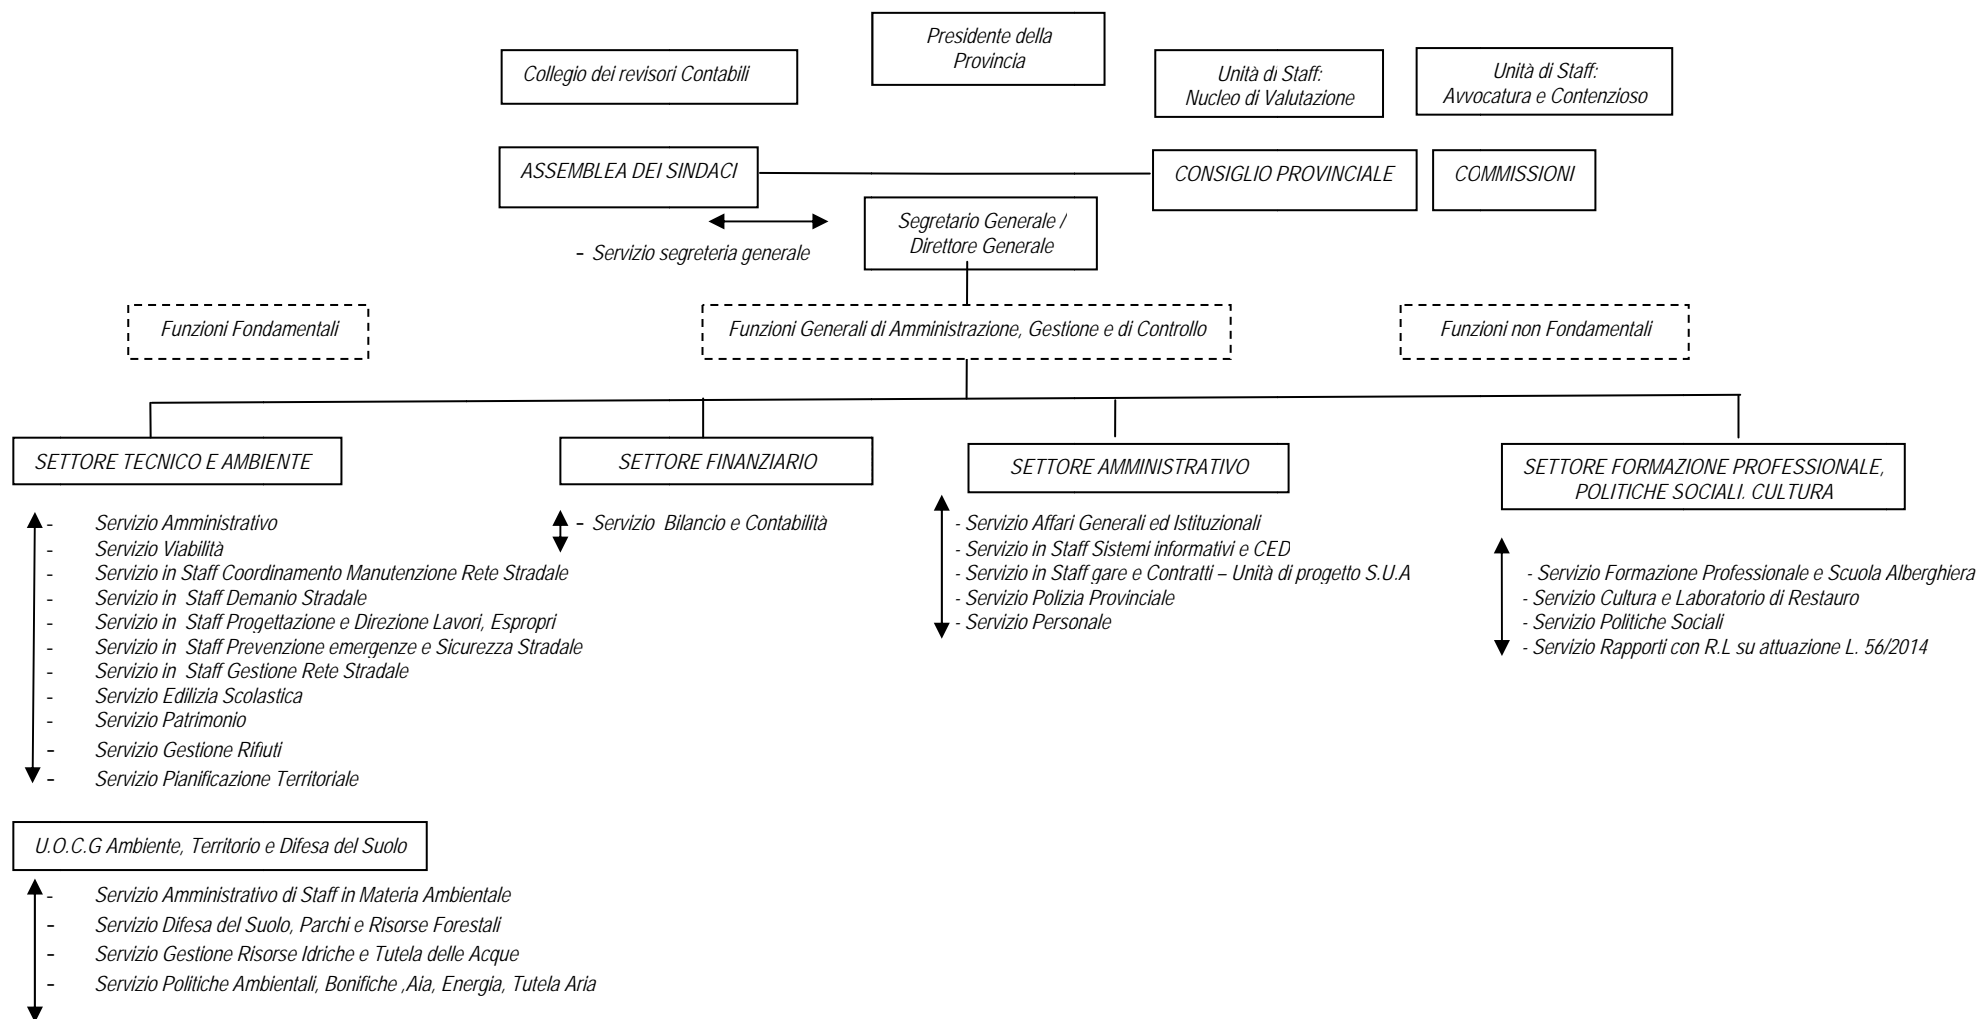 Presidente della
Provincia
Collegio dei revisori Contabili
Unità di Staff:
Nucleo di Valutazione
Unità di Staff:
Avvocatura e Contenzioso
ASSEMBLEA DEI SINDACI
CONSIGLIO PROVINCIALE
COMMISSIONI
Segretario Generale /
Direttore Generale
- Servizio segreteria generale
Funzioni Fondamentali
Funzioni Generali di Amministrazione, Gestione e di Controllo
Funzioni non Fondamentali
SETTORE TECNICO E AMBIENTE
- Servizio Amministrativo
- Servizio Viabilità
- Servizio in Staff Coordinamento Manutenzione Rete Stradale
- Servizio in Staff Demanio Stradale
- Servizio in Staff Progettazione e Direzione Lavori, Espropri
- Servizio in Staff Prevenzione emergenze e Sicurezza Stradale
- Servizio in Staff Gestione Rete Stradale
- Servizio Edilizia Scolastica
- Servizio Patrimonio
- Servizio Gestione Rifiuti
- Servizio Pianificazione Territoriale
SETTORE FINANZIARIO
- Servizio Bilancio e Contabilità
SETTORE AMMINISTRATIVO
- Servizio Affari Generali ed Istituzionali
- Servizio in Staff Sistemi informativi e CED
- Servizio in Staff gare e Contratti – Unità di progetto S.U.A
- Servizio Polizia Provinciale
- Servizio Personale
SETTORE FORMAZIONE PROFESSIONALE,
POLITICHE SOCIALI. CULTURA
- Servizio Formazione Professionale e Scuola Alberghiera
- Servizio Cultura e Laboratorio di Restauro
- Servizio Politiche Sociali
- Servizio Rapporti con R.L su attuazione L. 56/2014
U.O.C.G Ambiente, Territorio e Difesa del Suolo
- Servizio Amministrativo di Staff in Materia Ambientale
- Servizio Difesa del Suolo, Parchi e Risorse Forestali
- Servizio Gestione Risorse Idriche e Tutela delle Acque
- Servizio Politiche Ambientali, Bonifiche ,Aia, Energia, Tutela Aria